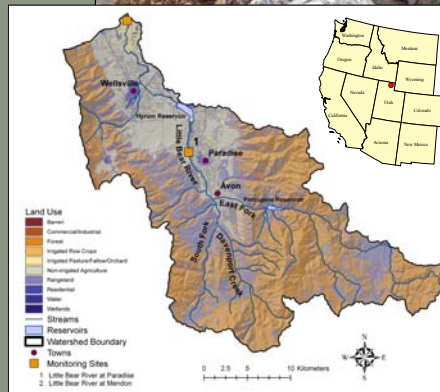 Washington
Montana
Oregon
Idaho
Wyoming
Nevada
Utah
Colorado
California
Arizona
New Mexico
Wellsville
Hyrum Reservoir
Little Bear River
1
Paradise
Avon
East Fork
Porcupine Reservoir
South Fork
Davenport Creek
Land Use
Barren
Commercial/Industrial
Forest
Irrigated Row Crops
Irrigated Pasture/Fallow/Orchard
Non-irrigated Agriculture
Rangeland
Residential
Water
Wetlands
Streams
Reservoirs
Watershed Boundary
Towns
Monitoring Sites
1. Little Bear River at Paradise
2. Little Bear River at Mendon
0 2.5 5 10 Kilometers
N
W E
S